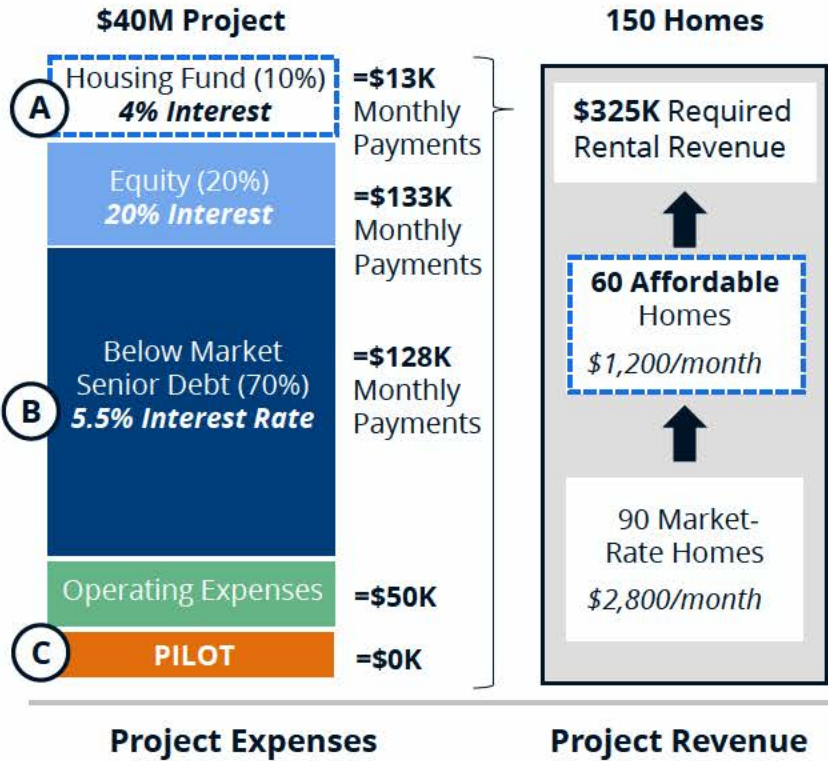 $40M Project
150 Homes
A
Housing Fund (10%)
4% Interest
=$13K
Monthly
Payments
Equity (20%)
20% Interest
=$133K
Monthly
Payments
B
Below Market
Senior Debt (70%)
5.5% Interest Rate
=$128K
Monthly
Payments
Operating Expenses
=$50K
C
PILOT
=$0K
$325K Required
Rental Revenue
60 Affordable
Homes
$1,200/month
90 Market-
Rate Homes
$2,800/month
Project Expenses
Project Revenue